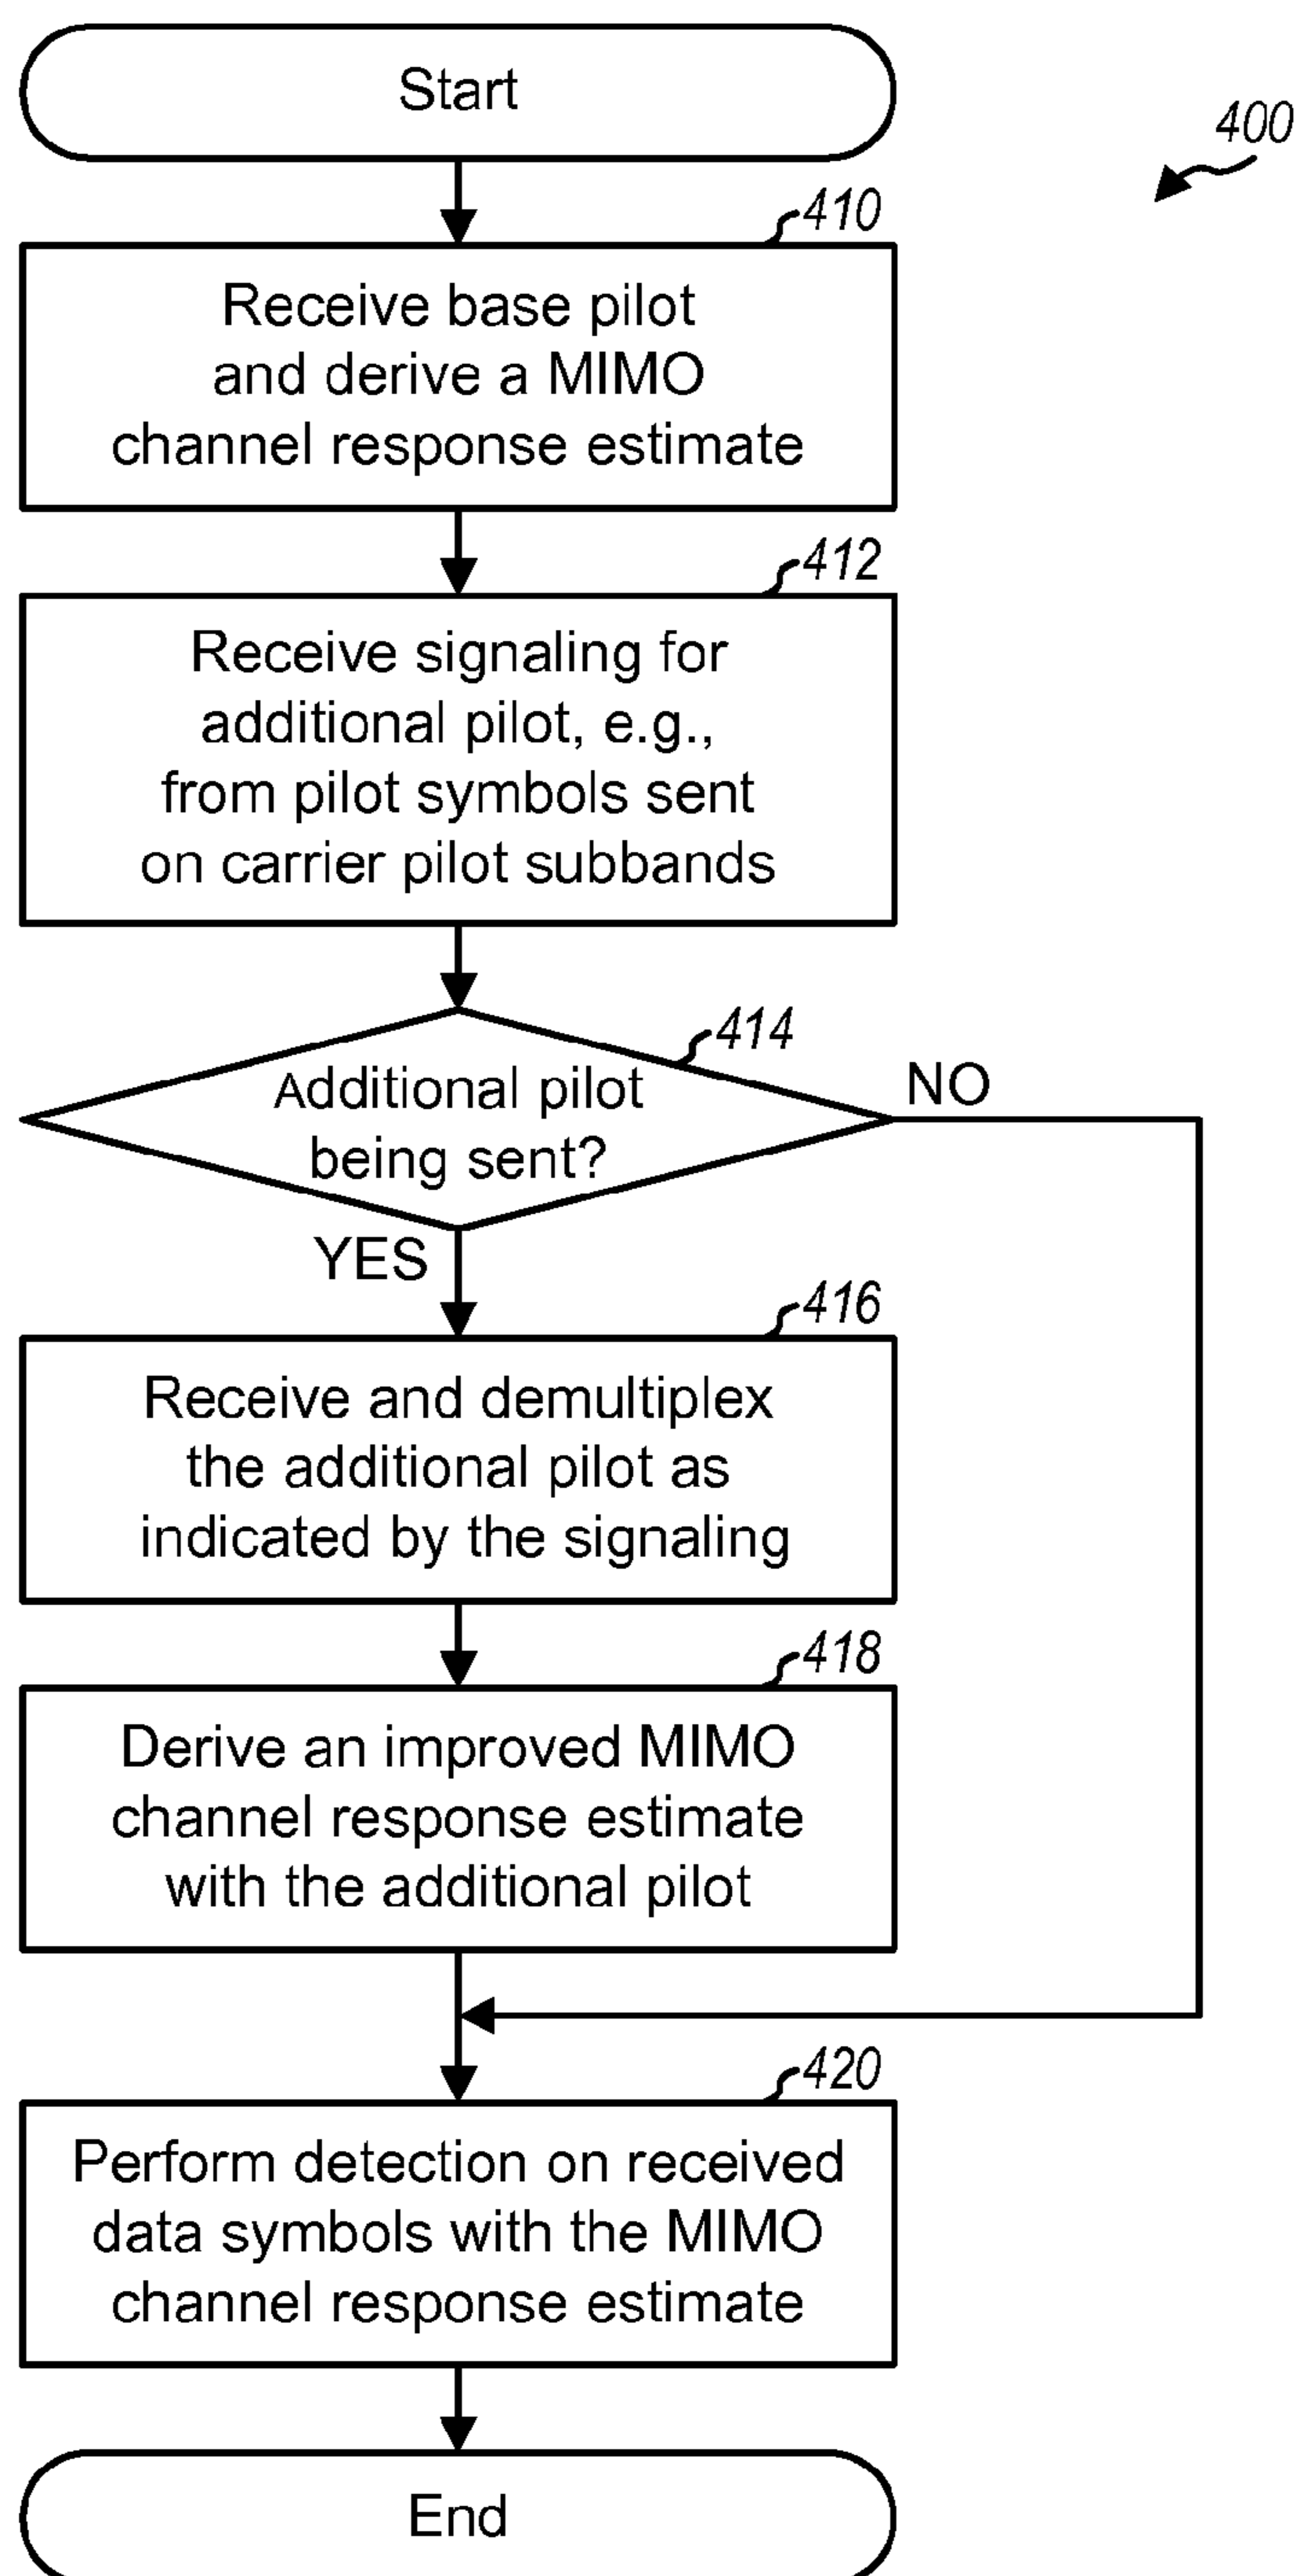 Start
400
410
Receive base pilot
and derive a MIMO
channel response estimate
412
Receive signaling for
additional pilot, e.g.,
from pilot symbols sent
on carrier pilot subbands
414
Additional pilot
being sent?
NO
YES
416
Receive and demultiplex
the additional pilot as
indicated by the signaling
418
Derive an improved MIMO
channel response estimate
with the additional pilot
420
Perform detection on received
data symbols with the MIMO
channel response estimate
End